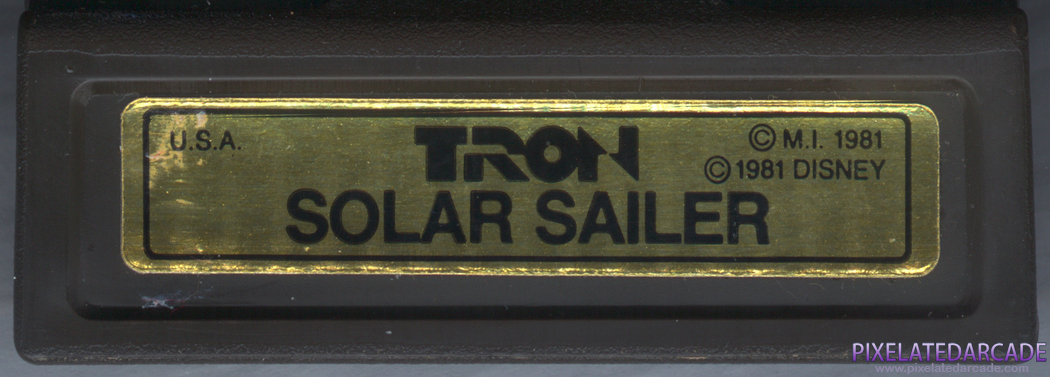 U.S.A.
TRON
© M.I. 1981
© 1981 DISNEY
SOLAR SAILER
PIXELATEDARCADE
www.pixelatedarcade.com